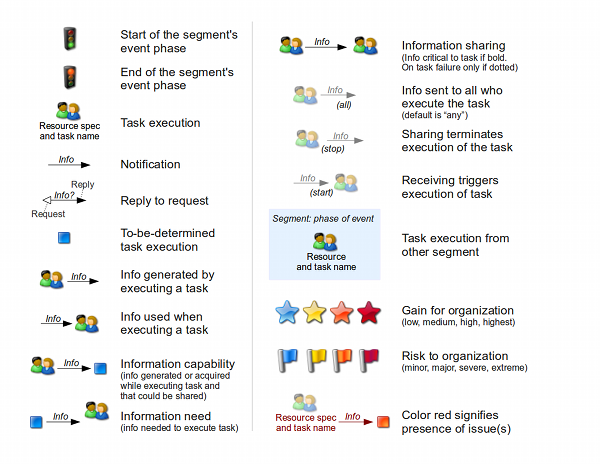 Start of the segment's
event phase
End of the segment's
event phase
Resource spec
and task name
Task execution
Info
Notification
Reply
Info?
Request
Reply to request
To-be-determined
task execution
Info
Info generated by
executing a task
Info
Info used when
executing a task
Info
Information capability
(info generated or acquired
while executing task and
that could be shared)
Info
Information need
(info needed to execute task)
Info
Information sharing
(Info critical to task if bold.
On task failure only if dotted)
Info
(all)
Info sent to all who
execute the task
(default is “any”)
Info
(stop)
Sharing terminates
execution of the task
Info
(start)
Receiving triggers
execution of task
Segment: phase of event
Resource
and task name
Task execution from
other segment
Gain for organization
(low, medium, high, highest)
Risk to organization
(minor, major, severe, extreme)
Resource spec
and task name
Info
Color red signifies
presence of issue(s)